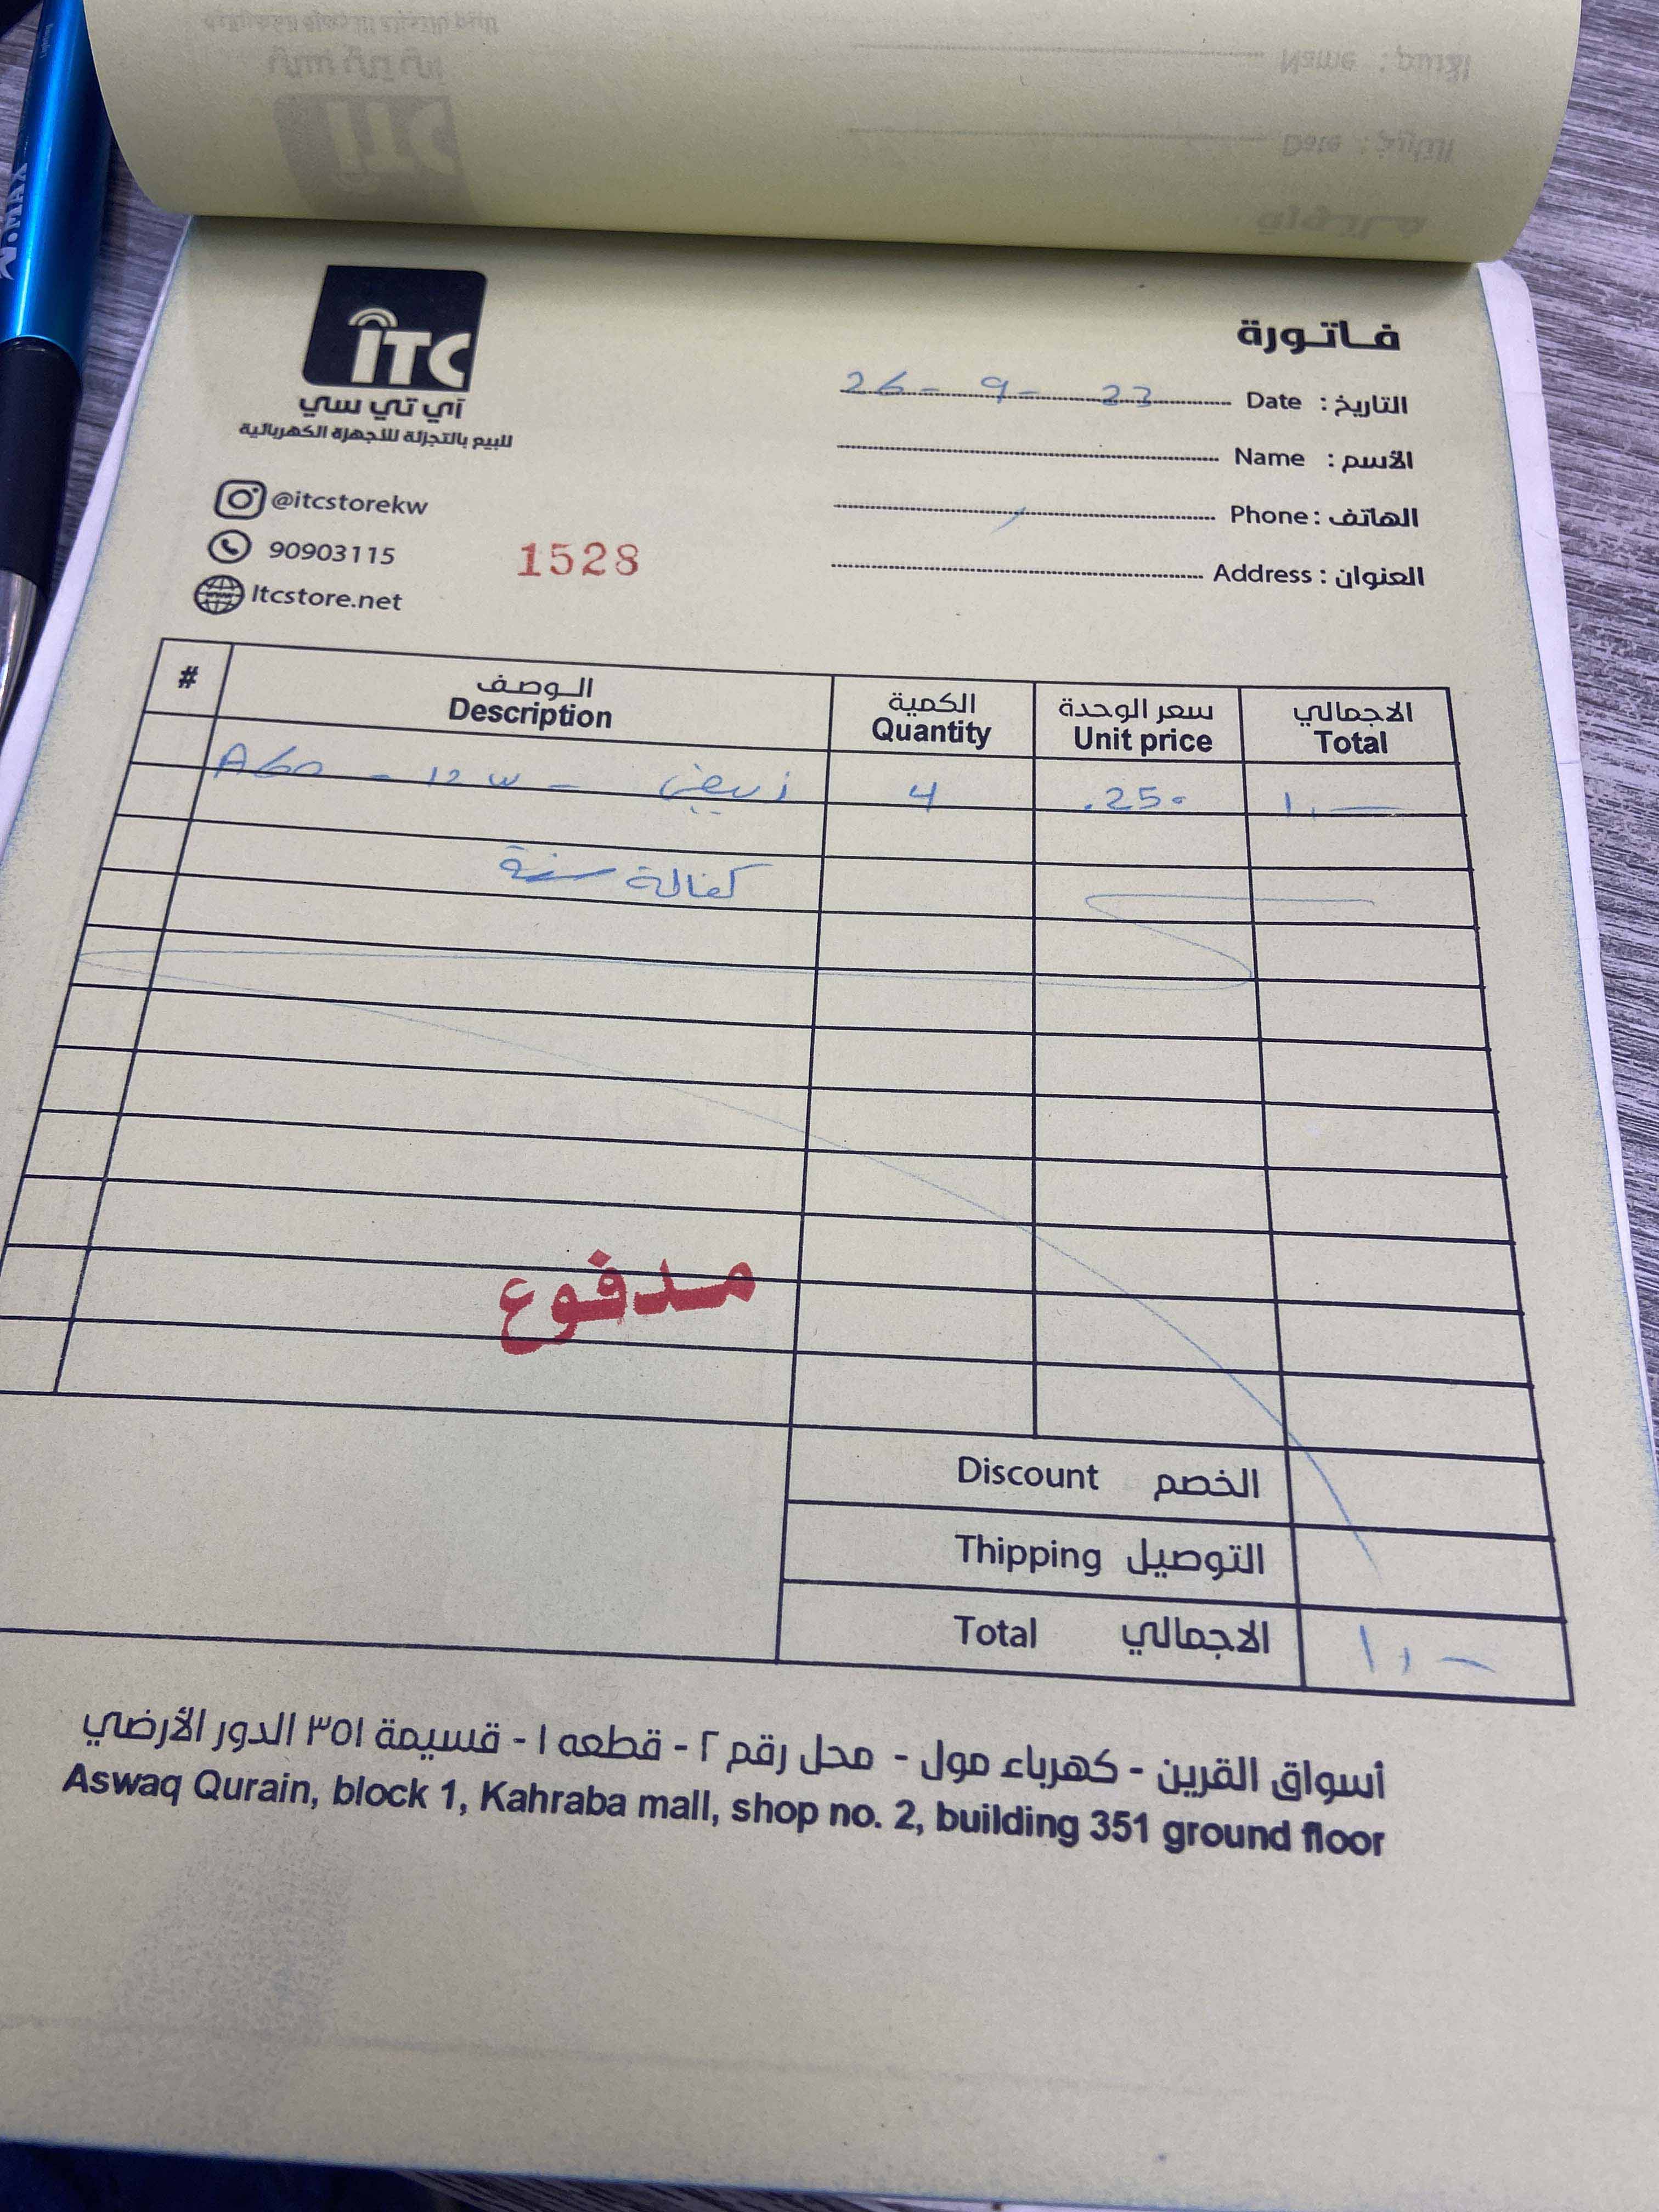 فاتورة
iTC
آي تي سي
للبيع بالتجزئة للأجهزة الكهربائية
@itcstorekw
90903115
Itcstore.net
1528
التاريخ : Date 26 - 9 - 23
الأسم : Name
الهاتف : Phone
العنوان : Address
# الوصف الكمية سعر الوحدة الاجمالي
Description Quantity Unit price Total
A60 - 12 w - 4 .250 1,—
كفالة سنة
مدفوع
Discount الخصم
Thipping التوصيل
Total الاجمالي 1,—
أسواق القرين - كهرباء مول - محل رقم ٢ - قطعه ١ - قسيمة ٣٥١ الدور الأرضي
Aswaq Qurain, block 1, Kahraba mall, shop no. 2, building 351 ground floor